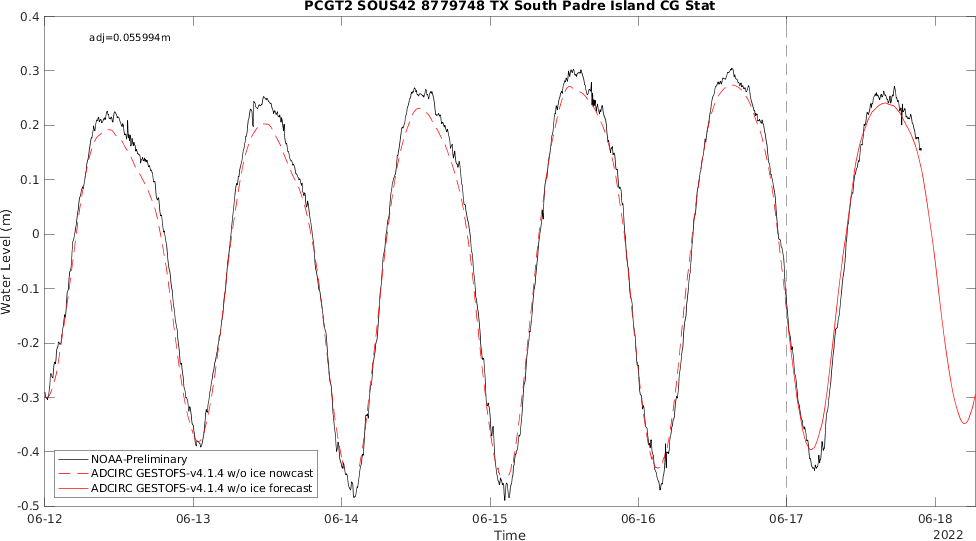 PCGT2 SOUS42 8779748 TX South Padre Island CG Stat
adj=0.055994m
0.4
0.3
0.2
0.1
0
-0.1
-0.2
-0.3
-0.4
-0.5
Water Level (m)
NOAA-Preliminary
ADCIRC GESTOFS-v4.1.4 w/o ice nowcast
ADCIRC GESTOFS-v4.1.4 w/o ice forecast
06-12 06-13 06-14 06-15 06-16 06-17 06-18
Time
2022